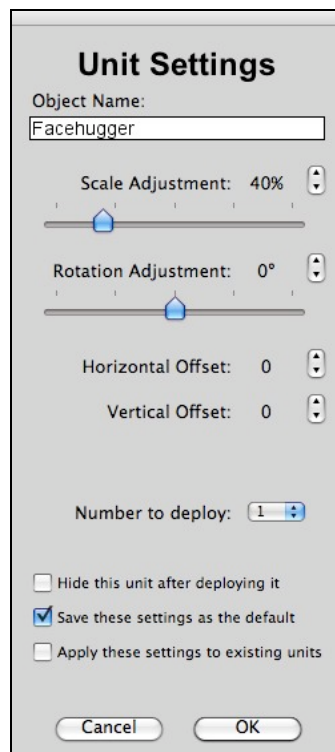 Unit Settings
Object Name:
Facehugger
Scale Adjustment: 40%
Rotation Adjustment: 0°
Horizontal Offset: 0
Vertical Offset: 0
Number to deploy: 1
Hide this unit after deploying it
Save these settings as the default
Apply these settings to existing units
Cancel OK